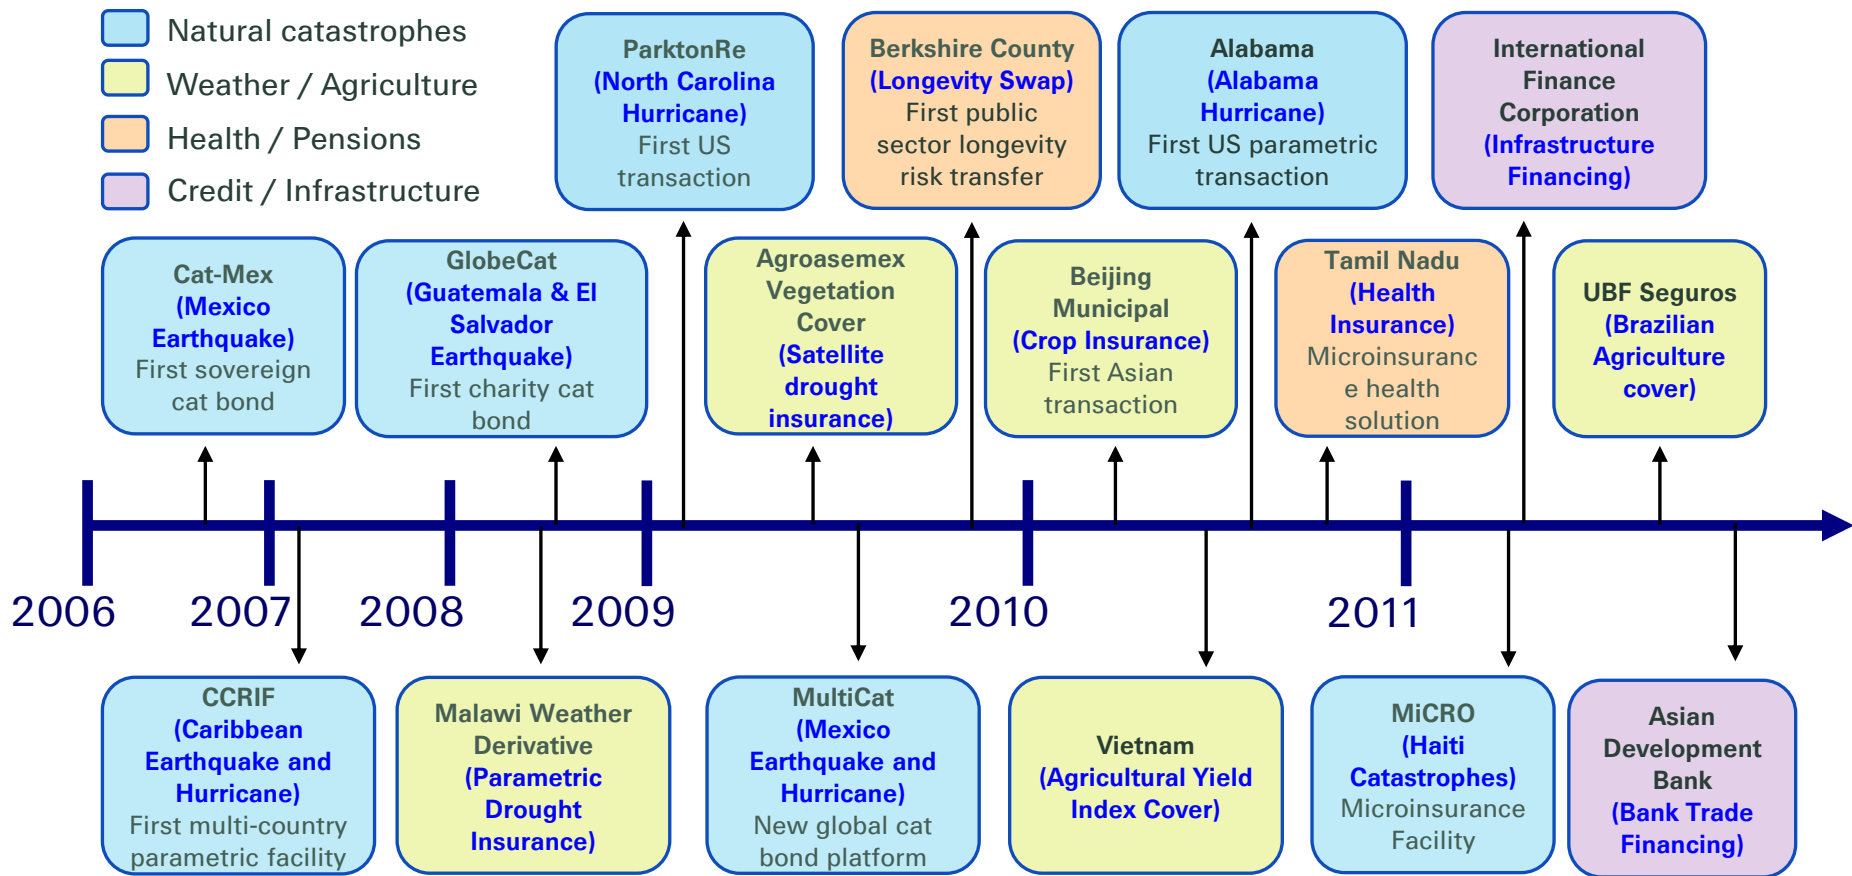 Natural catastrophes
Weather / Agriculture
Health / Pensions
Credit / Infrastructure
ParktonRe
(North Carolina
Hurricane)
First US
transaction
Berkshire County
(Longevity Swap)
First public
sector longevity
risk transfer
Alabama
(Alabama
Hurricane)
First US parametric
transaction
International
Finance
Corporation
(Infrastructure
Financing)
Cat-Mex
(Mexico
Earthquake)
First sovereign
cat bond
GlobeCat
(Guatemala & El
Salvador
Earthquake)
First charity cat
bond
Agroasemex
Vegetation
Cover
(Satellite
drought
insurance)
Beijing
Municipal
(Crop Insurance)
First Asian
transaction
Tamil Nadu
(Health
Insurance)
Microinsuranc
e health
solution
UBF Seguros
(Brazilian
Agriculture
cover)
2006
2007
2008
2009
2010
2011
CCRIF
(Caribbean
Earthquake and
Hurricane)
First multi-country
parametric facility
Malawi Weather
Derivative
(Parametric
Drought
Insurance)
MultiCat
(Mexico
Earthquake and
Hurricane)
New global cat
bond platform
Vietnam
(Agricultural Yield
Index Cover)
MiCRO
(Haiti
Catastrophes)
Microinsurance
Facility
Asian
Development
Bank
(Bank Trade
Financing)